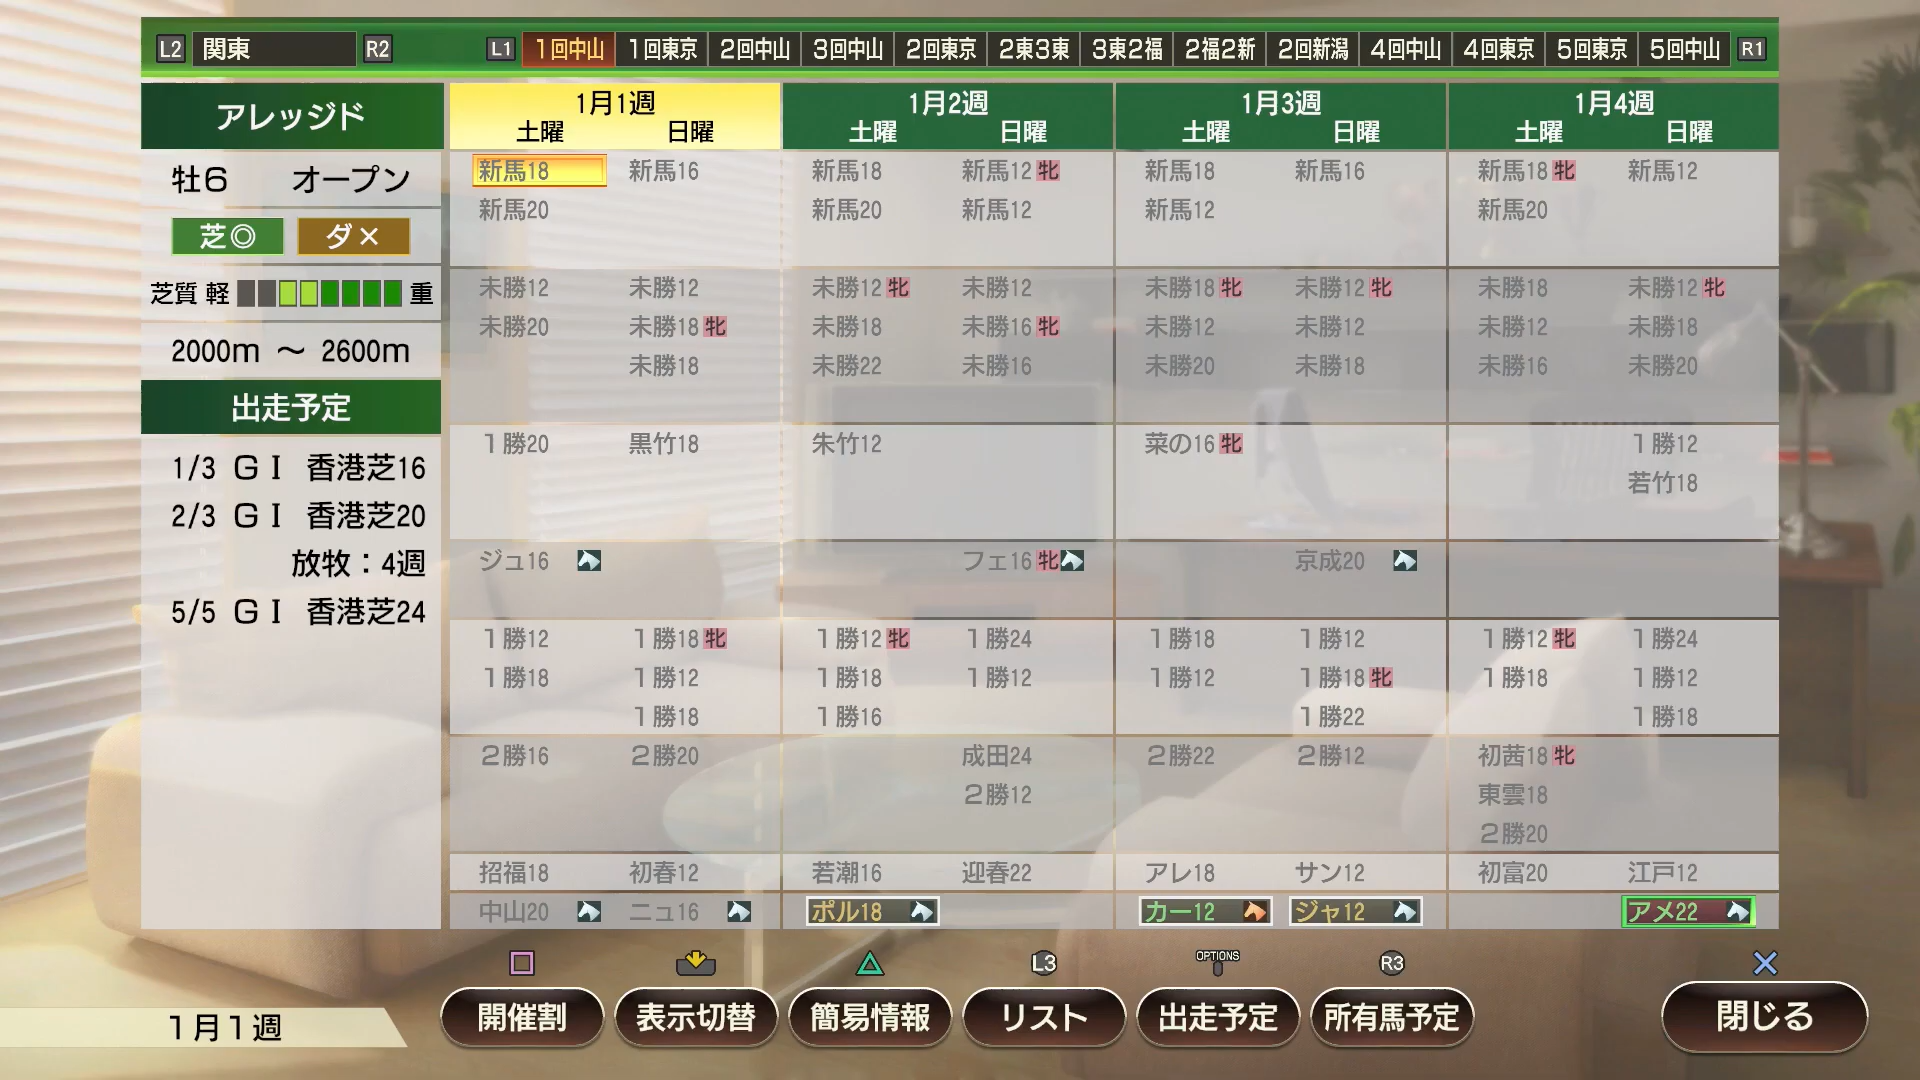 L2 関東 R2 L1 1回中山 1回東京 2回中山 3回中山 2回東京 2東3東 3東2福 2福2新 2回新潟 4回中山 4回東京 5回東京 5回中山 R1
アレッジド
牡6 オープン
芝◎ ダ×
芝質 軽 重
2000m ～ 2600m
出走予定
1/3 GⅠ 香港芝16
2/3 GⅠ 香港芝20
放牧：4週
5/5 GⅠ 香港芝24
1月1週 1月2週 1月3週 1月4週
土曜 日曜 土曜 日曜 土曜 日曜 土曜 日曜
新馬18 新馬16 新馬18 新馬12 牝 新馬18 新馬16 新馬18 牝 新馬12
新馬20 新馬20 新馬12 新馬12 新馬20
未勝12 未勝12 未勝12 牝 未勝12 未勝18 牝 未勝12 牝 未勝18 未勝12 牝
未勝20 未勝18 牝 未勝18 未勝16 牝 未勝12 未勝12 未勝12 未勝18
未勝18 未勝22 未勝16 未勝20 未勝18 未勝16 未勝20
1勝20 黒竹18 朱竹12 菜の16 牝 1勝12
若竹18
ジュ16 フェ16 牝 京成20
1勝12 1勝18 牝 1勝12 牝 1勝24 1勝18 1勝12 1勝12 牝 1勝24
1勝18 1勝12 1勝18 1勝12 1勝12 1勝18 牝 1勝18 1勝12
1勝18 1勝16 1勝22 1勝18
2勝16 2勝20 成田24 2勝22 2勝12 初茜18 牝
2勝12 東雲18
2勝20
招福18 初春12 若潮16 迎春22 アレ18 サン12 初富20 江戸12
中山20 ニュ16 ポル18 カー12 ジャ12 アメ22
L3 OPTIONS R3
開催割 表示切替 簡易情報 リスト 出走予定 所有馬予定 閉じる
1月1週